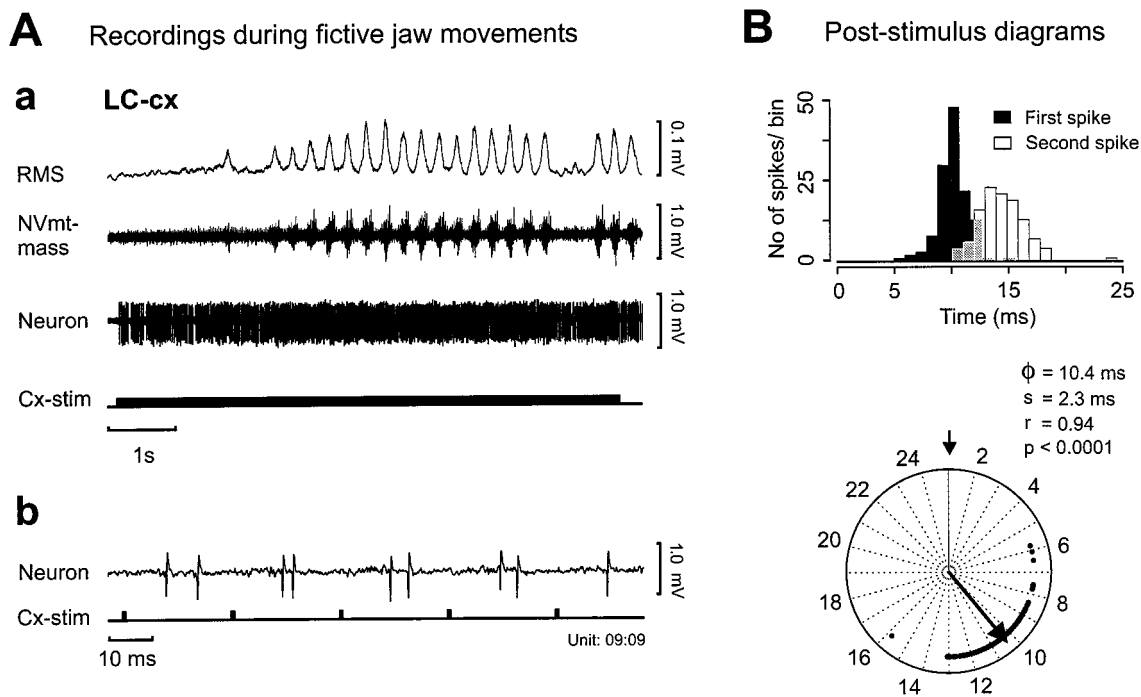 A Recordings during fictive jaw movements
a LC-cx
RMS
0.1 mV
NVmt-
mass
1.0 mV
Neuron
1.0 mV
Cx-stim
1s
b
Neuron
1.0 mV
Cx-stim
Unit: 09:09
10 ms
B Post-stimulus diagrams
No of spikes/ bin
50
25
0
First spike
Second spike
0 5 15 25
Time (ms)
ϕ = 10.4 ms
s = 2.3 ms
r = 0.94
p < 0.0001
24 2
22 4
20 6
18 8
16 10
14 12